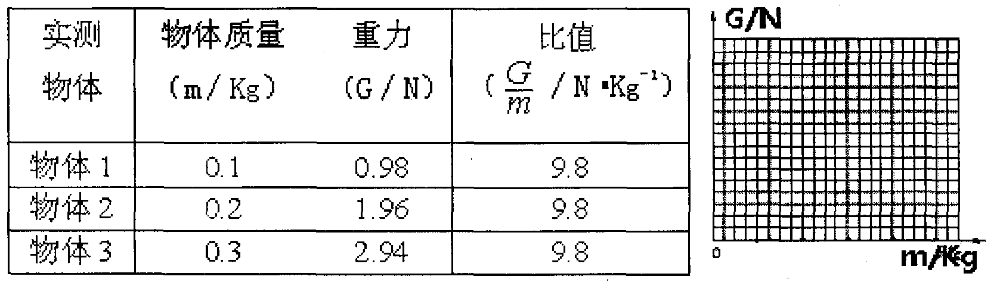 实测物体 物体质量 (m/Kg) 重力 (G/N) 比值 (G/m /N·Kg⁻¹)
物体1 0.1 0.98 9.8
物体2 0.2 1.96 9.8
物体3 0.3 2.94 9.8
G/N
0
m/Kg